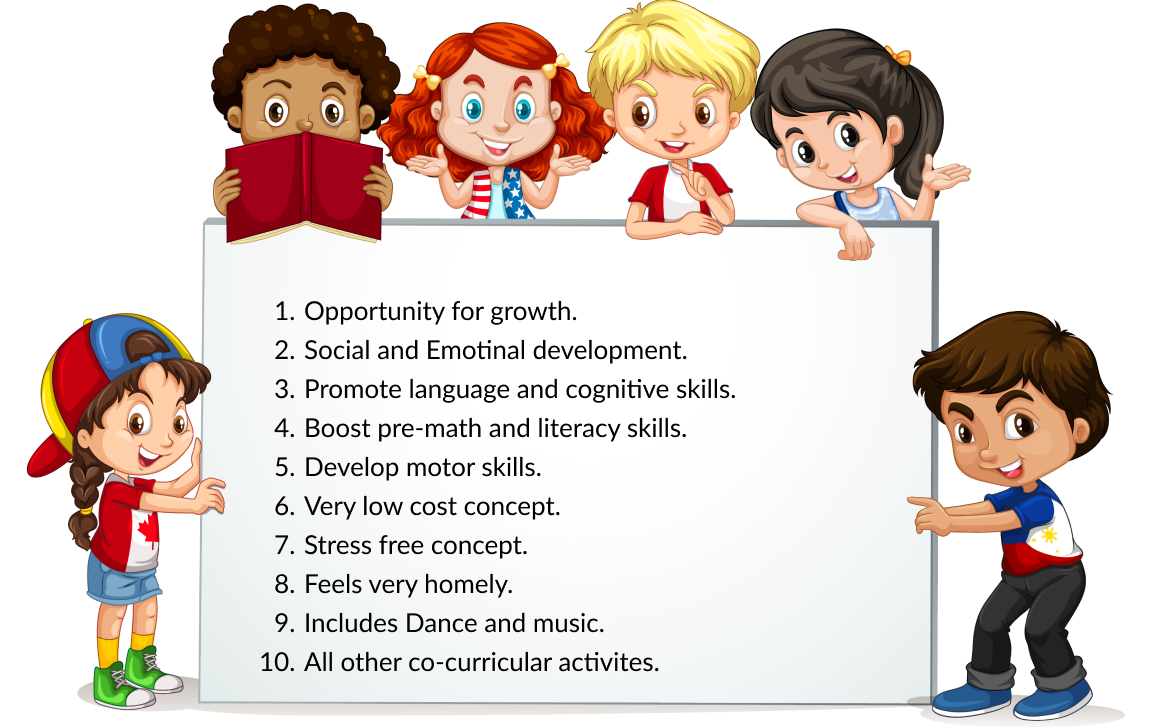 1. Opportunity for growth.
2. Social and Emotinal development.
3. Promote language and cognitive skills.
4. Boost pre-math and literacy skills.
5. Develop motor skills.
6. Very low cost concept.
7. Stress free concept.
8. Feels very homely.
9. Includes Dance and music.
10. All other co-curricular activites.